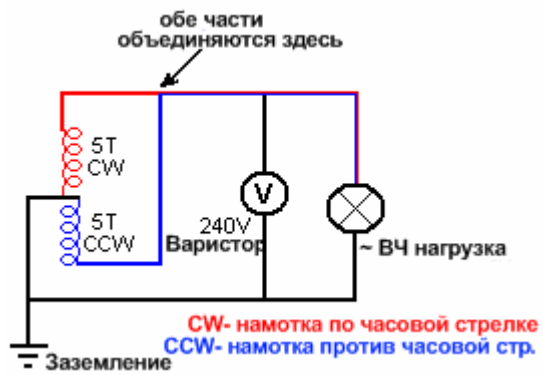 обе части
объединяются здесь
5T
CW
5T
CCW
Варистор
240V
V
~ ВЧ нагрузка
CW- намотка по часовой стрелке
CCW- намотка против часовой стр.
Заземление